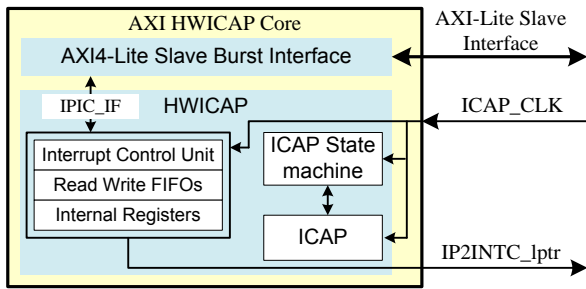 AXI HWICAP Core
AXI-Lite Slave
Interface
AXI4-Lite Slave Burst Interface
IPIC_IF
HWICAP
ICAP_CLK
Interrupt Control Unit
Read Write FIFOs
Internal Registers
ICAP State
machine
ICAP
IP2INTC_lptr